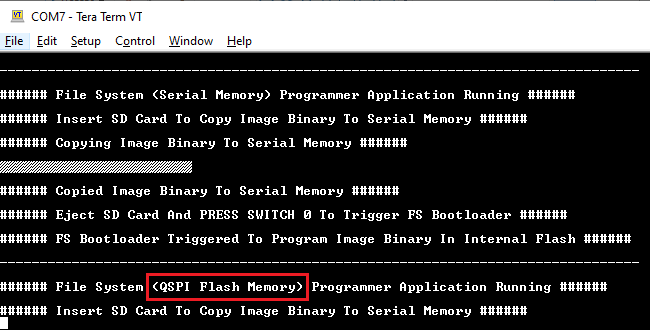 COM7 - Tera Term VT
File Edit Setup Control Window Help
--------------------------------------------------------------------------------
###### File System (Serial Memory) Programmer Application Running ######
###### Insert SD Card To Copy Image Binary To Serial Memory ######
###### Copying Image Binary To Serial Memory ######
###### Copied Image Binary To Serial Memory ######
###### Eject SD Card And PRESS SWITCH 0 To Trigger FS Bootloader ######
###### FS Bootloader Triggered To Program Image Binary In Internal Flash ######
--------------------------------------------------------------------------------
###### File System (QSPI Flash Memory) Programmer Application Running ######
###### Insert SD Card To Copy Image Binary To Serial Memory ######